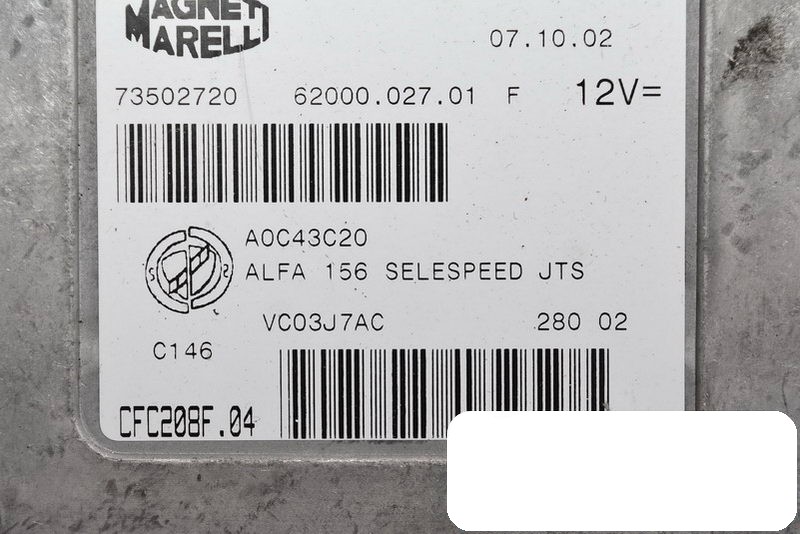 MAGNETI
MARELLI
07.10.02
73502720 62000.027.01 F 12V=
A0C43C20
ALFA 156 SELESPEED JTS
VC03J7AC 280 02
C146
CFC208F.04